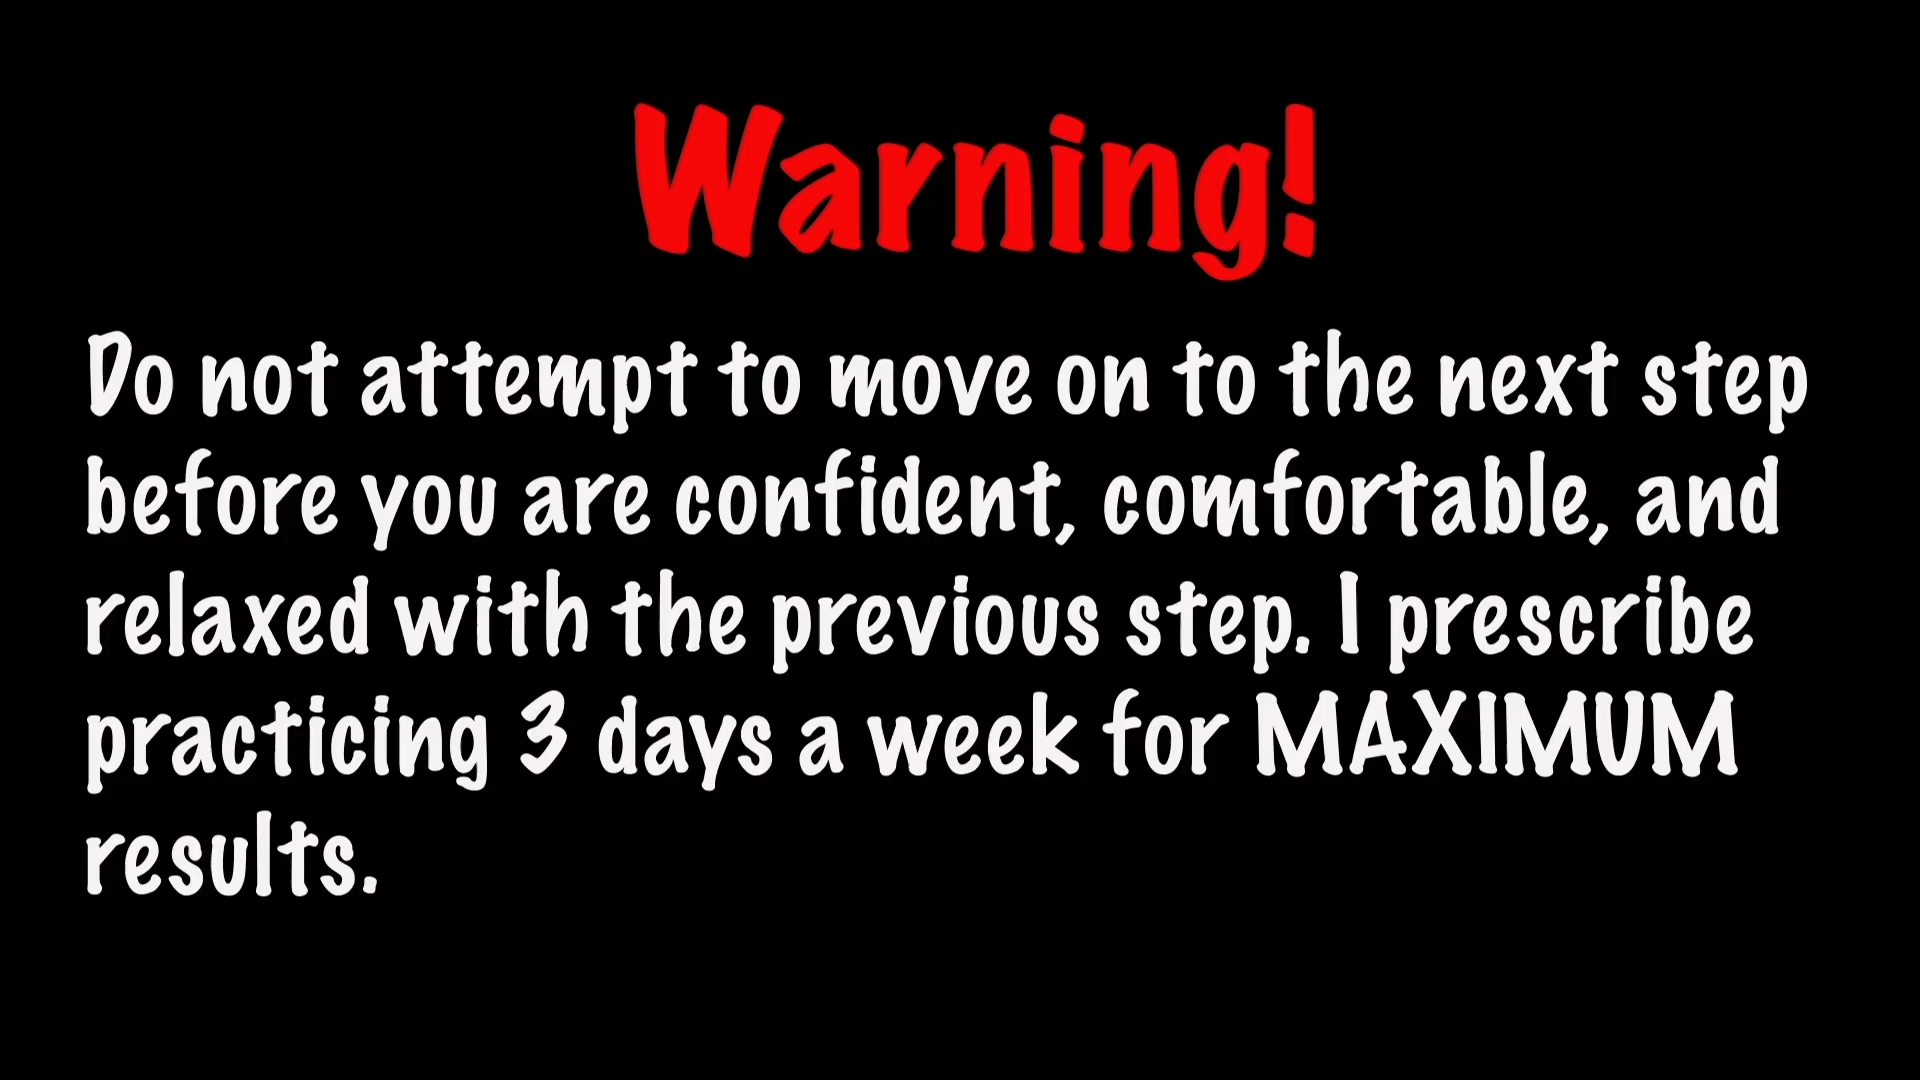 Warning!
Do not attempt to move on to the next step
before you are confident, comfortable, and
relaxed with the previous step. I prescribe
practicing 3 days a week for MAXIMUM
results.